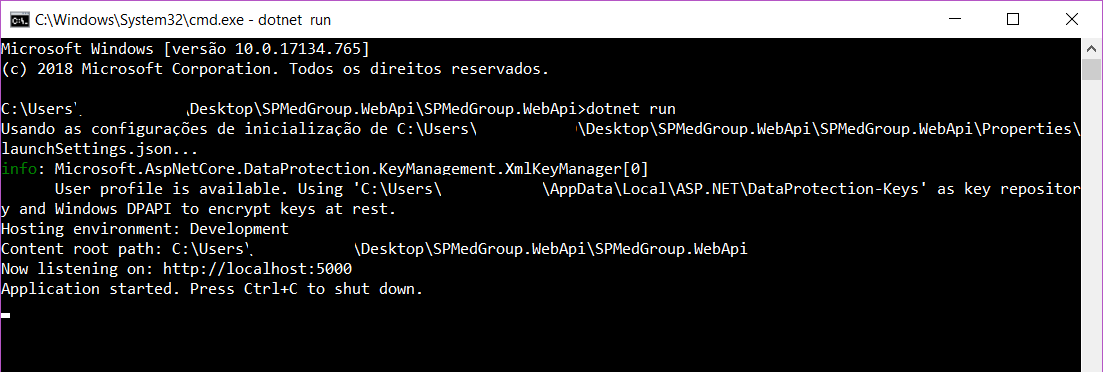 C:\Windows\System32\cmd.exe - dotnet  run
Microsoft Windows [versão 10.0.17134.765]
(c) 2018 Microsoft Corporation. Todos os direitos reservados.
C:\Users\ \Desktop\SPMedGroup.WebApi\SPMedGroup.WebApi>dotnet run
Usando as configurações de inicialização de C:\Users\ \Desktop\SPMedGroup.WebApi\SPMedGroup.WebApi\Properties\
launchSettings.json...
info: Microsoft.AspNetCore.DataProtection.KeyManagement.XmlKeyManager[0]
User profile is available. Using 'C:\Users\ \AppData\Local\ASP.NET\DataProtection-Keys' as key repositor
y and Windows DPAPI to encrypt keys at rest.
Hosting environment: Development
Content root path: C:\Users\ \Desktop\SPMedGroup.WebApi\SPMedGroup.WebApi
Now listening on: http://localhost:5000
Application started. Press Ctrl+C to shut down.